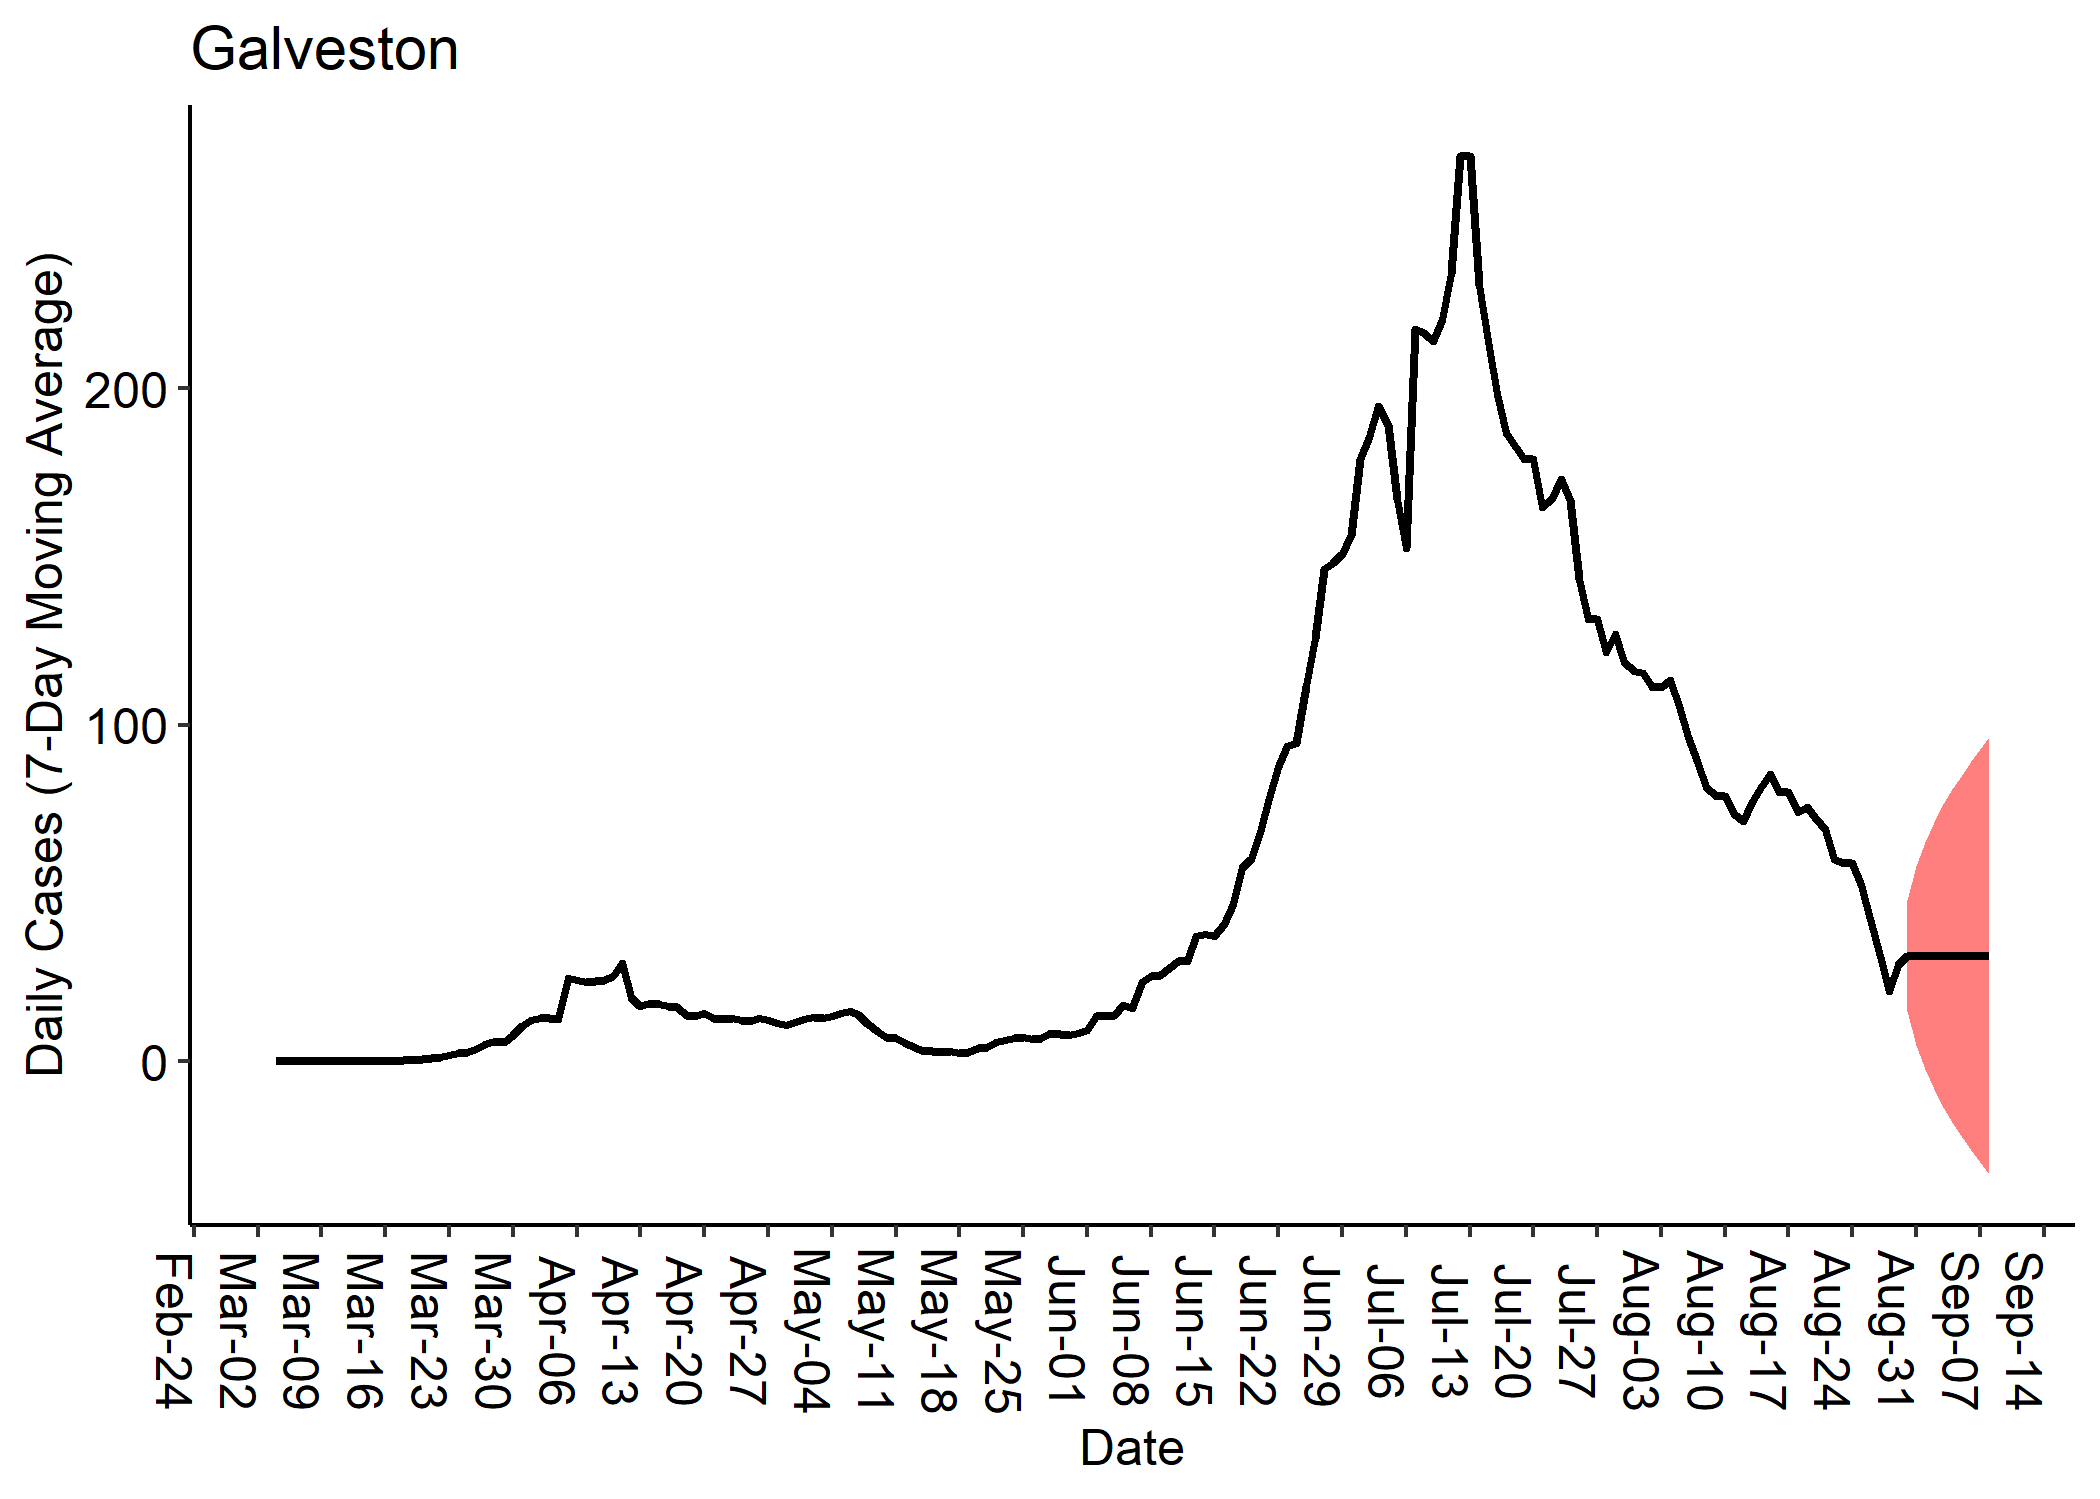 Galveston
Daily Cases (7-Day Moving Average)
200
100
0
Feb-24
Mar-02
Mar-09
Mar-16
Mar-23
Mar-30
Apr-06
Apr-13
Apr-20
Apr-27
May-04
May-11
May-18
May-25
Jun-01
Jun-08
Jun-15
Jun-22
Jun-29
Jul-06
Jul-13
Jul-20
Jul-27
Aug-03
Aug-10
Aug-17
Aug-24
Aug-31
Sep-07
Sep-14
Date